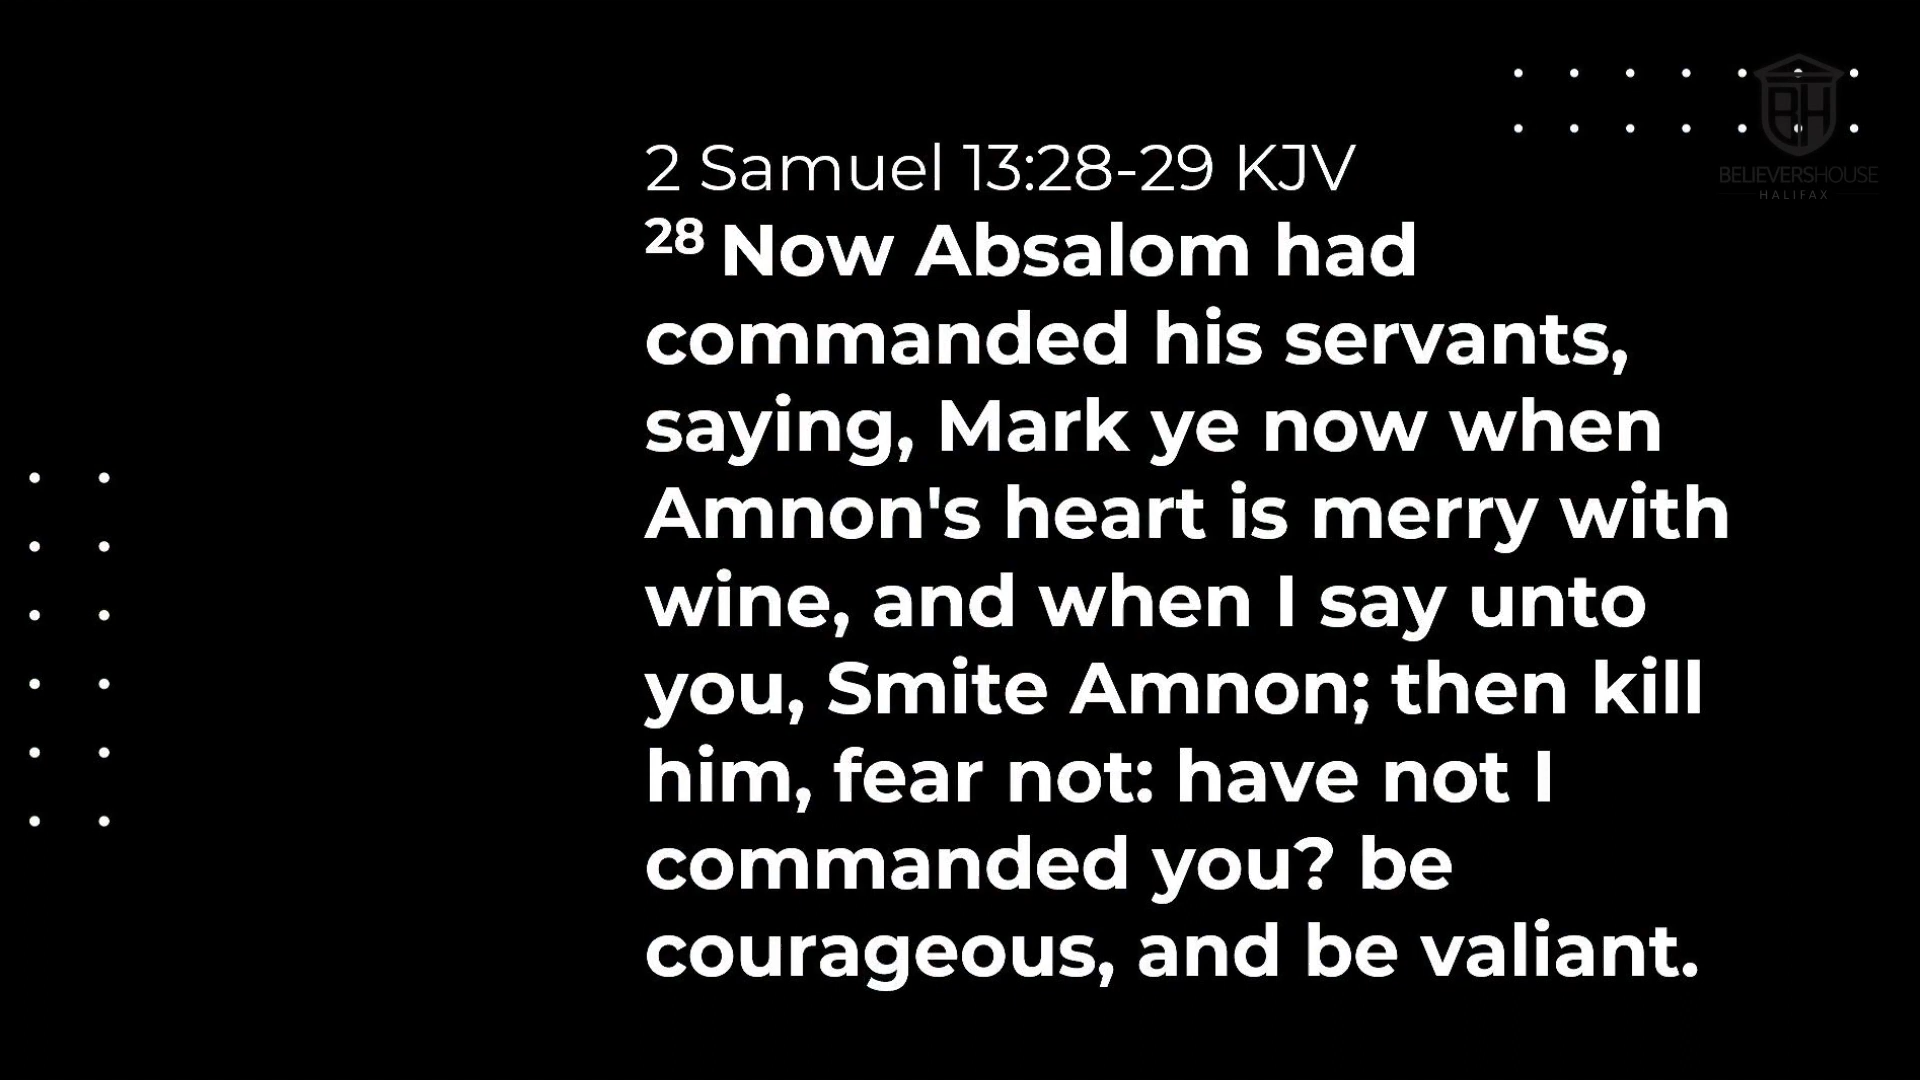 BELIEVERSHOUSE
HALIFAX
2 Samuel 13:28-29 KJV
28 Now Absalom had
commanded his servants,
saying, Mark ye now when
Amnon's heart is merry with
wine, and when I say unto
you, Smite Amnon; then kill
him, fear not: have not I
commanded you? be
courageous, and be valiant.